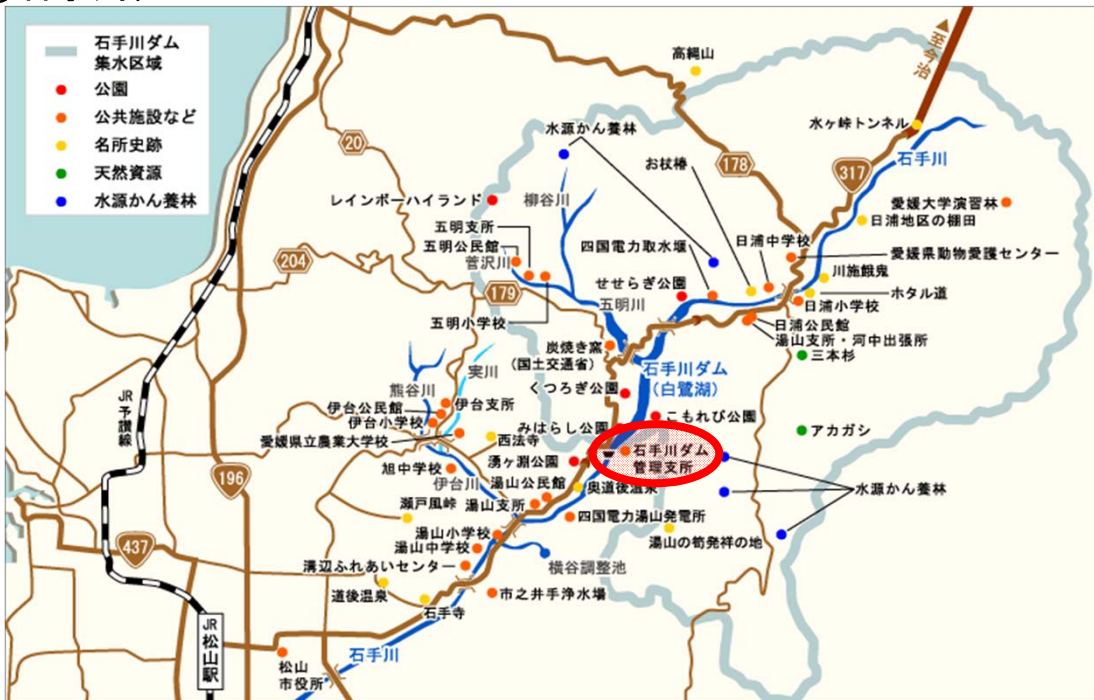 石手川ダム
集水区域
公園
公共施設など
名所史跡
天然資源
水源かん養林
高縄山
至今治
水ヶ峠トンネル
石手川
水源かん養林
20
178
317
お杖椿
愛媛大学演習林
レインボーハイランド
柳谷川
日浦地区の棚田
五明支所
五明公民館
四国電力取水堰
日浦中学校
愛媛県動物愛護センター
菅沢川
204
川施餓鬼
せせらぎ公園
179
ホタル道
五明川
日浦小学校
五明小学校
日浦公民館
湯山支所・河中出張所
炭焼き窯
(国土交通省)
三本杉
実川
石手川ダム
(白鷺湖)
熊谷川
くつろぎ公園
伊台支所
伊台公民館
こもれび公園
伊台小学校
みはらし公園
アカガシ
JR予讃線
愛媛県立農業大学校
西法寺
石手川ダム
管理支所
湧ヶ淵公園
旭中学校
伊台川
196
湯山公民館
奥道後温泉
水源かん養林
瀬戸風峠
湯山支所
四国電力湯山発電所
湯山小学校
湯山の筍発祥の地
437
湯山中学校
溝辺ふれあいセンター
横谷調整池
道後温泉
市之井手浄水場
石手寺
JR松山駅
石手川
松山
市役所